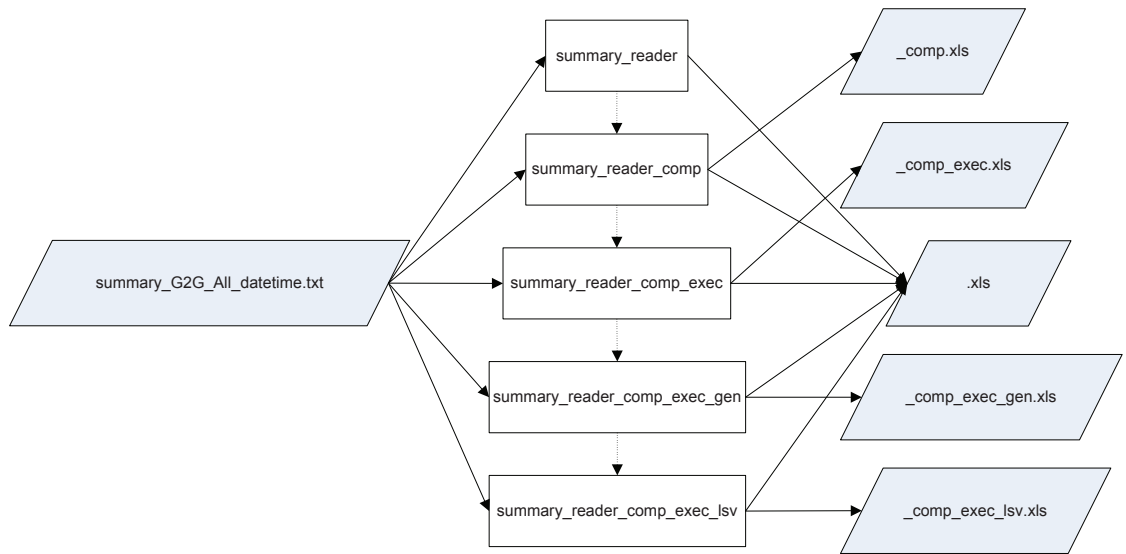 summary_reader
_comp.xls
summary_reader_comp
_comp_exec.xls
summary_G2G_All_datetime.txt
summary_reader_comp_exec
.xls
summary_reader_comp_exec_gen
_comp_exec_gen.xls
summary_reader_comp_exec_lsv
_comp_exec_lsv.xls